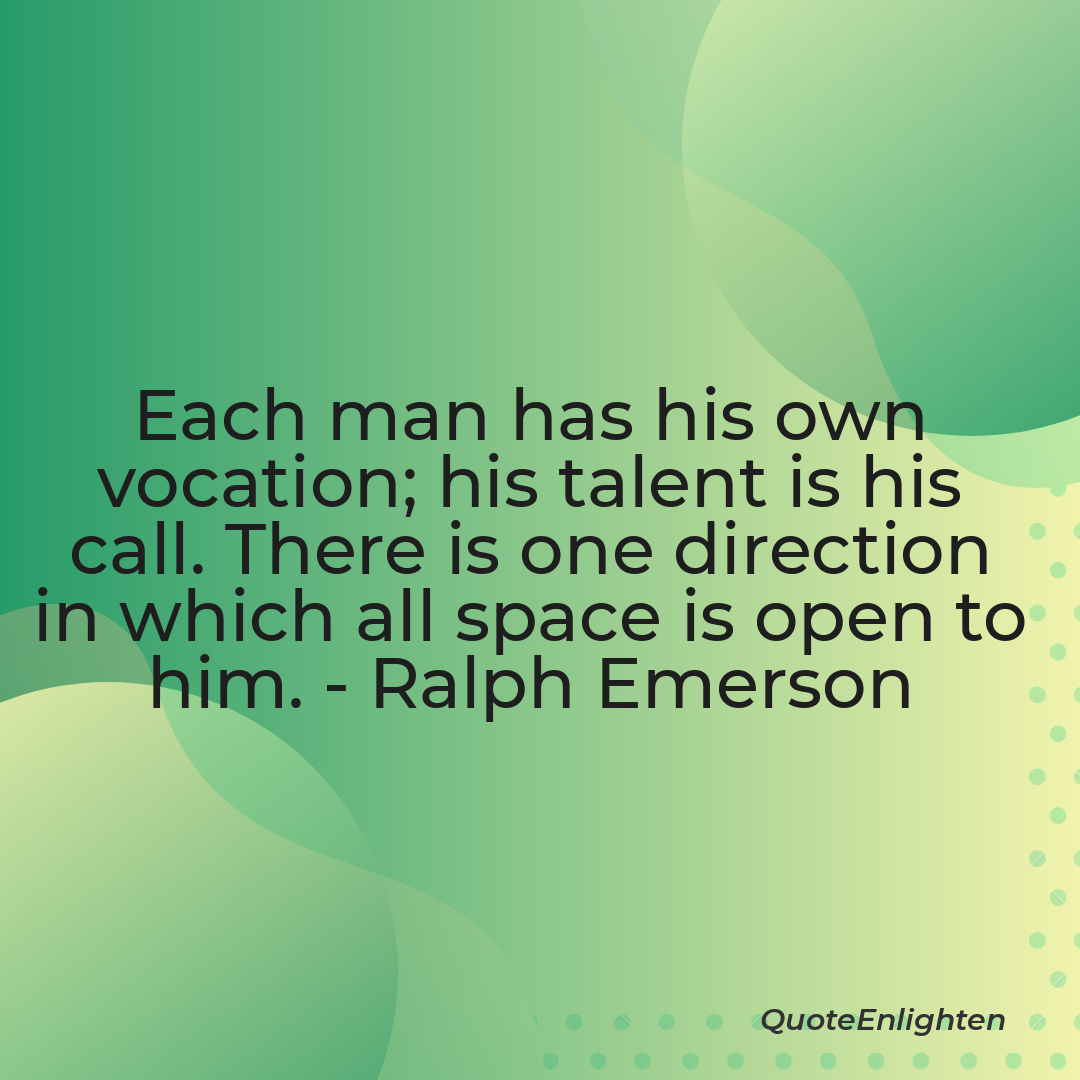 Each man has his own
vocation; his talent is his
call. There is one direction
in which all space is open to
him. - Ralph Emerson
QuoteEnlighten